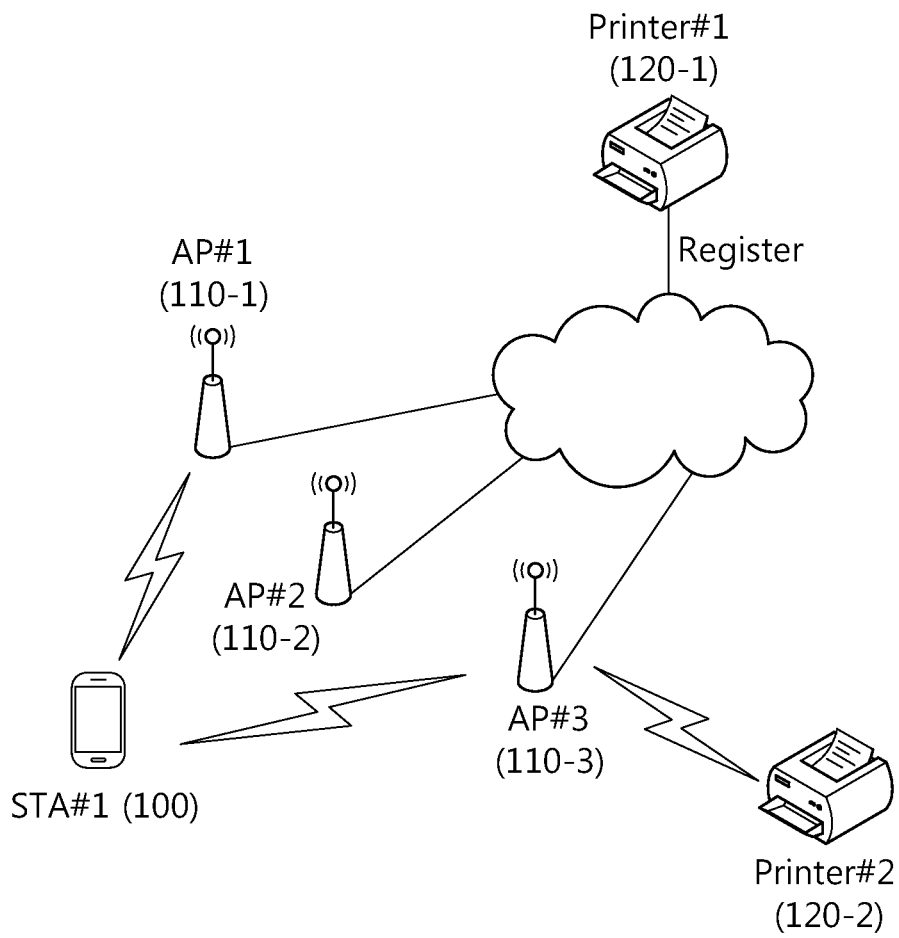 Printer#1
(120-1)
Register
AP#1
(110-1)
AP#2
(110-2)
AP#3
(110-3)
STA#1 (100)
Printer#2
(120-2)